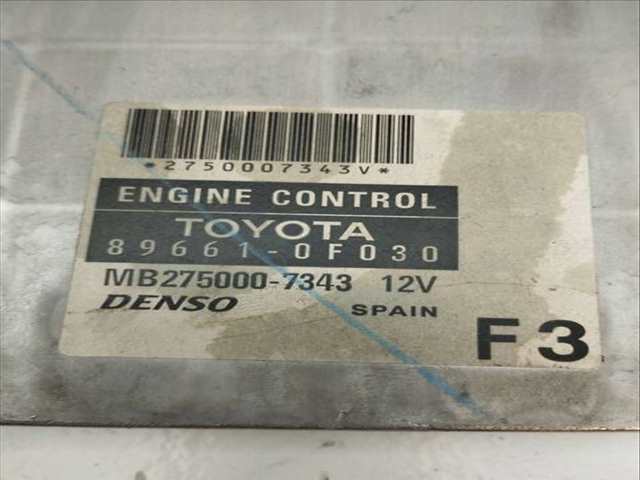 *2750007343V*
ENGINE CONTROL
TOYOTA
89661-0F030
MB275000-7343 12V
DENSO SPAIN
F3